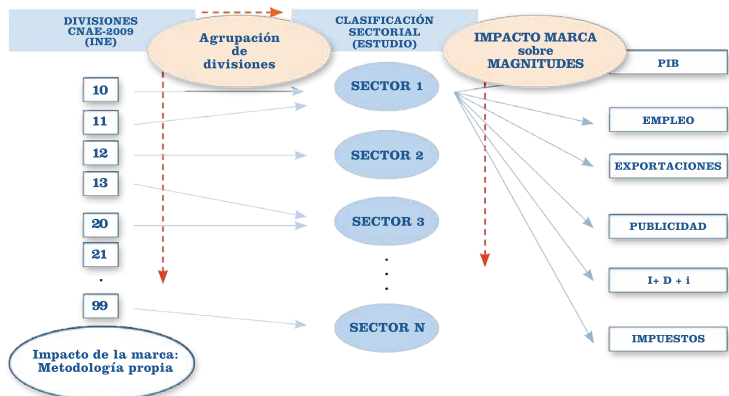 DIVISIONES
CNAE-2009
(INE)
Agrupación
de
divisiones
CLASIFICACIÓN
SECTORIAL
(ESTUDIO)
IMPACTO MARCA
sobre
MAGNITUDES
10
11
12
13
20
21
.
99
SECTOR 1
SECTOR 2
SECTOR 3
.
.
.
SECTOR N
PIB
EMPLEO
EXPORTACIONES
PUBLICIDAD
I+ D + i
IMPUESTOS
Impacto de la marca:
Metodología propia